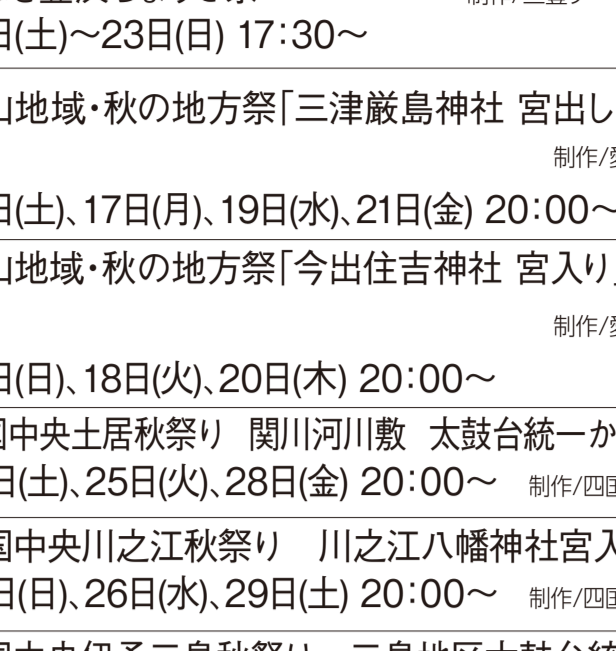 日(土)〜23日(日) 17:30〜
山地域・秋の地方祭「三津厳島神社 宮出し
制作/愛
日(土)、17日(月)、19日(水)、21日(金) 20:00〜
山地域・秋の地方祭「今出住吉神社 宮入り」
制作/愛
日(日)、18日(火)、20日(木) 20:00〜
国中央土居秋祭り 関川河川敷 太鼓台統一か
日(土)、25日(火)、28日(金) 20:00〜 制作/四国
国中央川之江秋祭り 川之江八幡神社宮入
日(日)、26日(水)、29日(土) 20:00〜 制作/四国